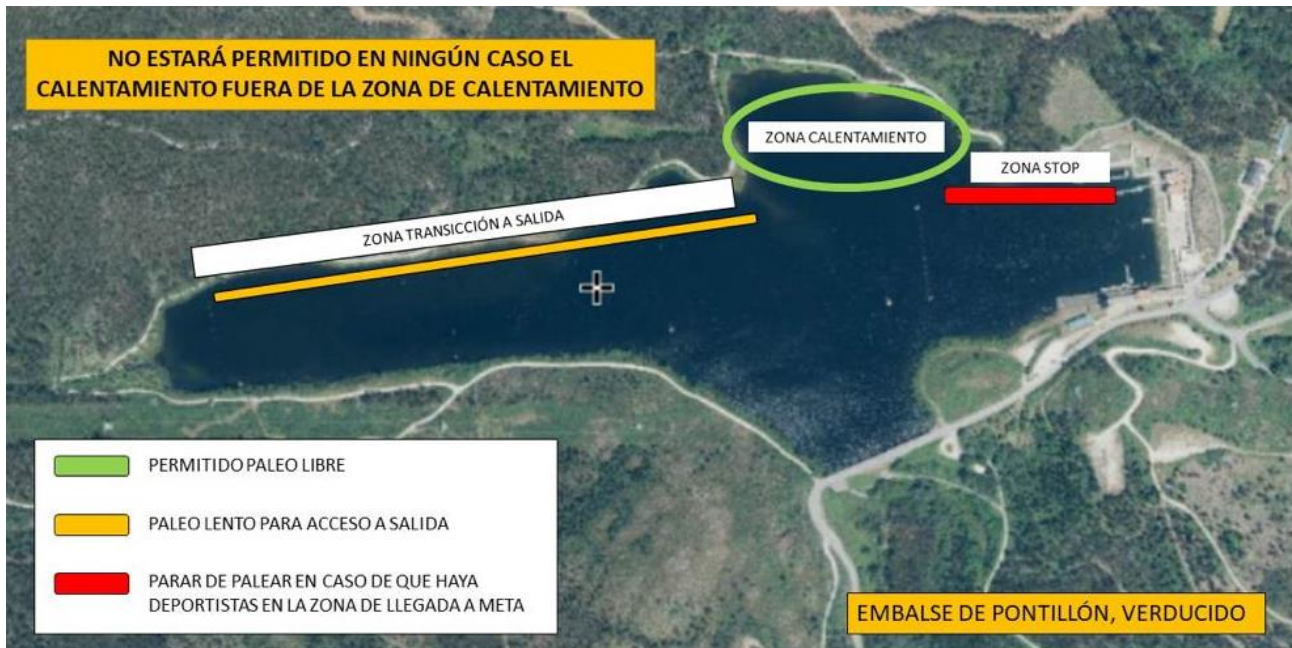 NO ESTARÁ PERMITIDO EN NINGÚN CASO EL
CALENTAMIENTO FUERA DE LA ZONA DE CALENTAMIENTO
ZONA CALENTAMIENTO
ZONA STOP
ZONA TRANSICCIÓN A SALIDA
PERMITIDO PALEO LIBRE
PALEO LENTO PARA ACCESO A SALIDA
PARAR DE PALEAR EN CASO DE QUE HAYA
DEPORTISTAS EN LA ZONA DE LLEGADA A META
EMBALSE DE PONTILLÓN, VERDUCIDO